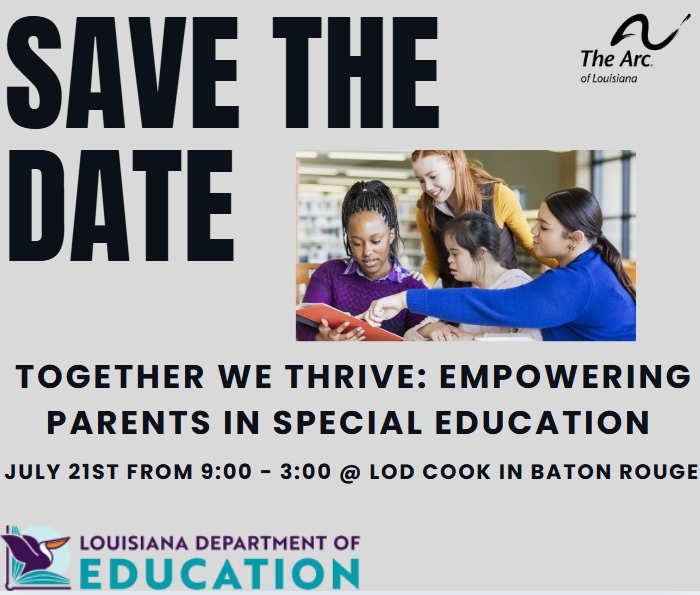 SAVE THE
DATE
The Arc.
of Louisiana
TOGETHER WE THRIVE: EMPOWERING
PARENTS IN SPECIAL EDUCATION
JULY 21ST FROM 9:00 - 3:00 @ LOD COOK IN BATON ROUGE
LOUISIANA DEPARTMENT OF
EDUCATION